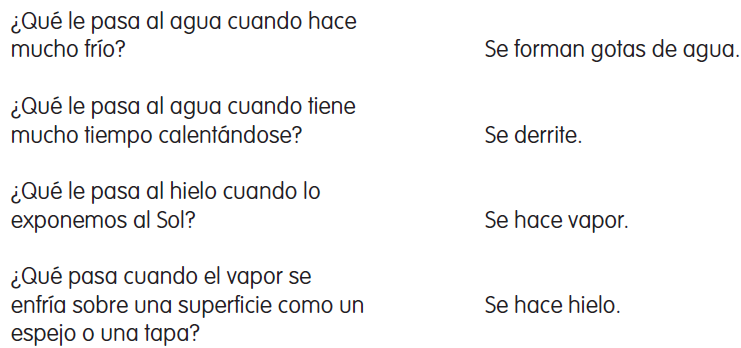 ¿Qué le pasa al agua cuando hace
mucho frío?
Se forman gotas de agua.
¿Qué le pasa al agua cuando tiene
mucho tiempo calentándose?
Se derrite.
¿Qué le pasa al hielo cuando lo
exponemos al Sol?
Se hace vapor.
¿Qué pasa cuando el vapor se
enfría sobre una superficie como un
espejo o una tapa?
Se hace hielo.